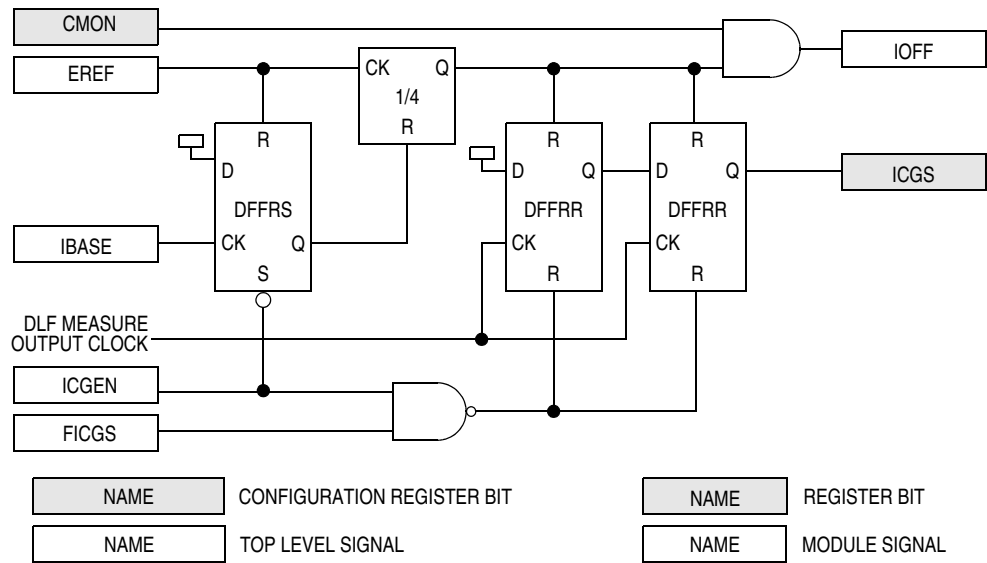 CMON
EREF
CK Q
1/4
R
IOFF
R
D
DFFRS
CK Q
S
R
D Q
DFFRR
CK
R
R
D Q
DFFRR
CK
R
ICGS
IBASE
DLF MEASURE
OUTPUT CLOCK
ICGEN
FICGS
NAME CONFIGURATION REGISTER BIT
NAME REGISTER BIT
NAME TOP LEVEL SIGNAL
NAME MODULE SIGNAL